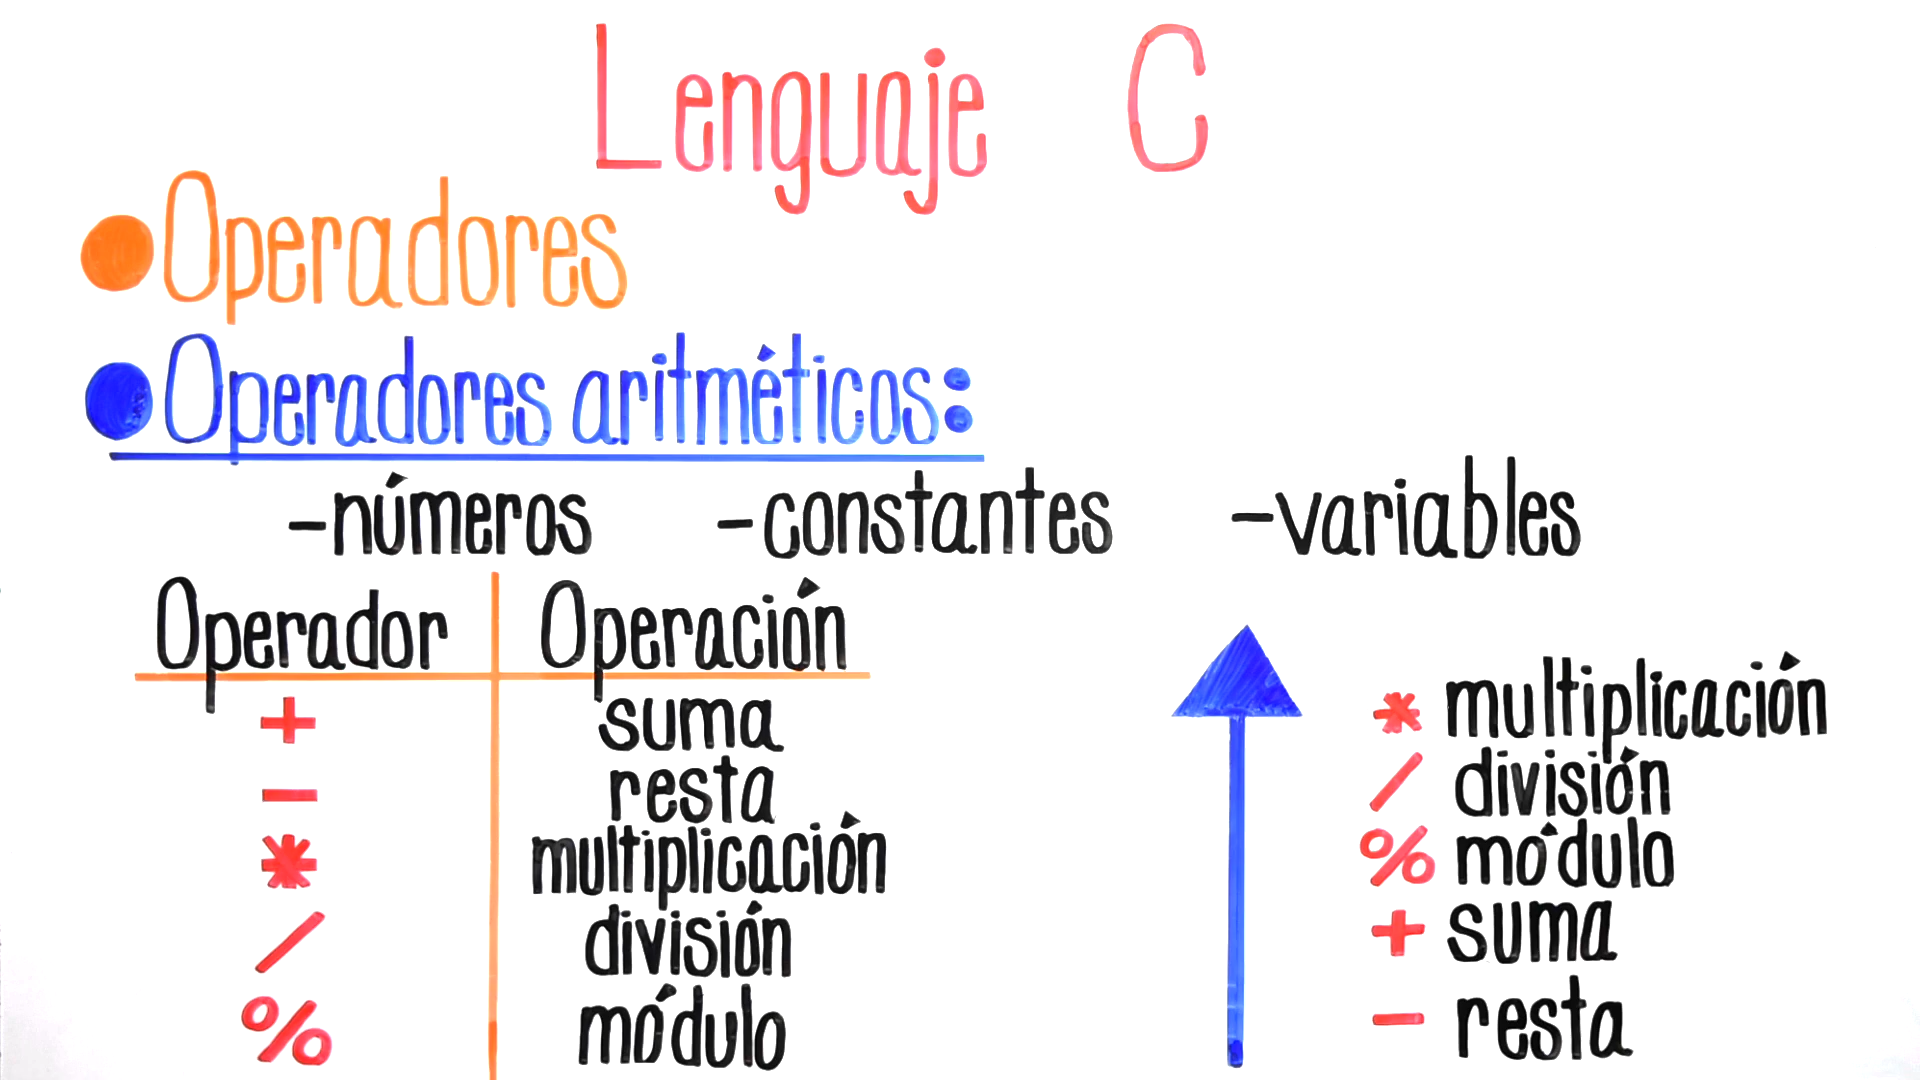 Lenguaje C
Operadores
Operadores aritméticos:
-números -constantes -variables
Operador Operación
+ suma
- resta
* multiplicación
/ división
% módulo
* multiplicación
/ división
% módulo
+ suma
- resta